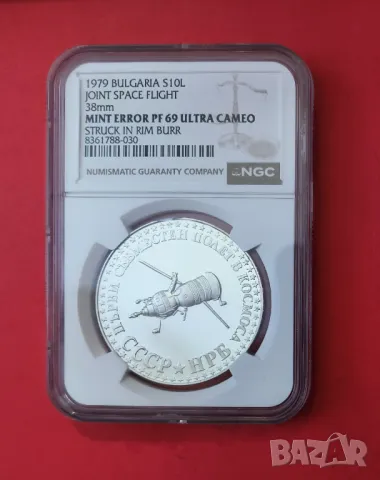 1979 BULGARIA S10L
JOINT SPACE FLIGHT
38mm
MINT ERROR PF 69 ULTRA CAMEO
STRUCK IN RIM BURR
8361788-030
NUMISMATIC GUARANTY COMPANY NGC
ПЪРВИ СЪВМЕСТЕН ПОЛЕТ В КОСМОСА
СССР ★ НРБ
BAZAR
bg